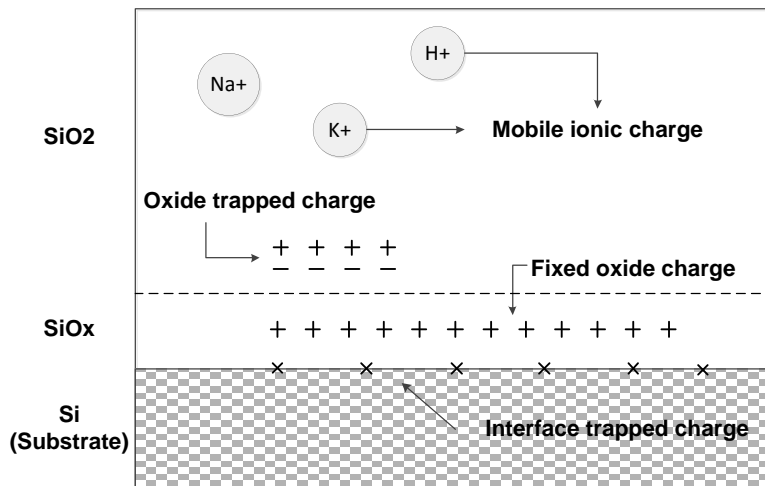 H+
Na+
K+
Mobile ionic charge
SiO2
Oxide trapped charge
+ + + +
− − − −
Fixed oxide charge
SiOx
+ + + + + + + + + + + +
× × × × × ×
Si
(Substrate)
Interface trapped charge